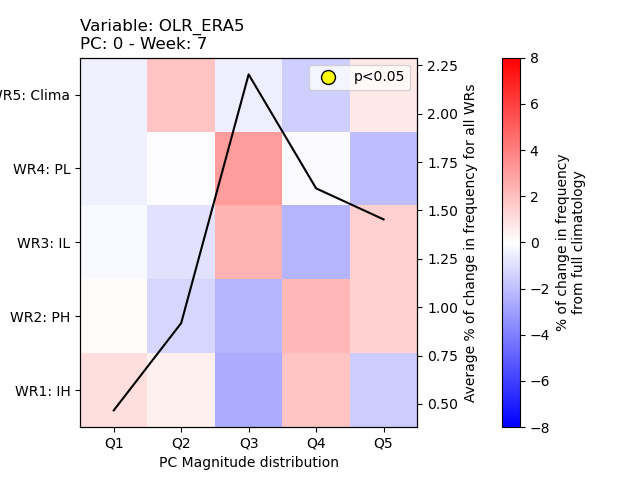 Variable: OLR_ERA5
PC: 0 - Week: 7
WR5: Clima
WR4: PL
WR3: IL
WR2: PH
WR1: IH
Q1 Q2 Q3 Q4 Q5
PC Magnitude distribution
p<0.05
2.25
2.00
1.75
1.50
1.25
1.00
0.75
0.50
Average % of change in frequency for all WRs
8
6
4
2
0
−2
−4
−6
−8
% of change in frequency
from full climatology